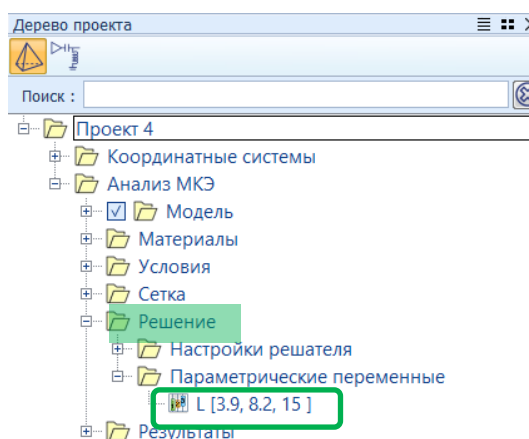 Дерево проекта
Поиск :
Проект 4
Координатные системы
Анализ МКЭ
Модель
Материалы
Условия
Сетка
Решение
Настройки решателя
Параметрические переменные
L [3.9, 8.2, 15 ]
Результаты